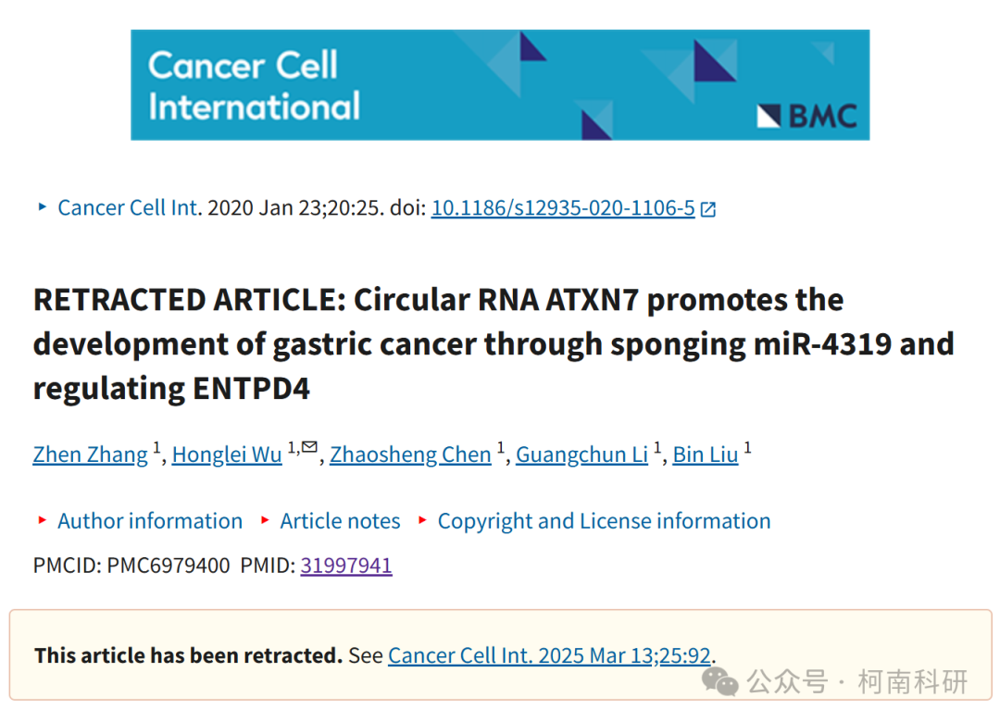 Cancer Cell
International
BMC
Cancer Cell Int. 2020 Jan 23;20:25. doi: 10.1186/s12935-020-1106-5
RETRACTED ARTICLE: Circular RNA ATXN7 promotes the
development of gastric cancer through sponging miR-4319 and
regulating ENTPD4
Zhen Zhang 1, Honglei Wu 1,✉, Zhaosheng Chen 1, Guangchun Li 1, Bin Liu 1
Author information Article notes Copyright and License information
PMCID: PMC6979400 PMID: 31997941
This article has been retracted. See Cancer Cell Int. 2025 Mar 13;25:92.
公众号 · 柯南科研